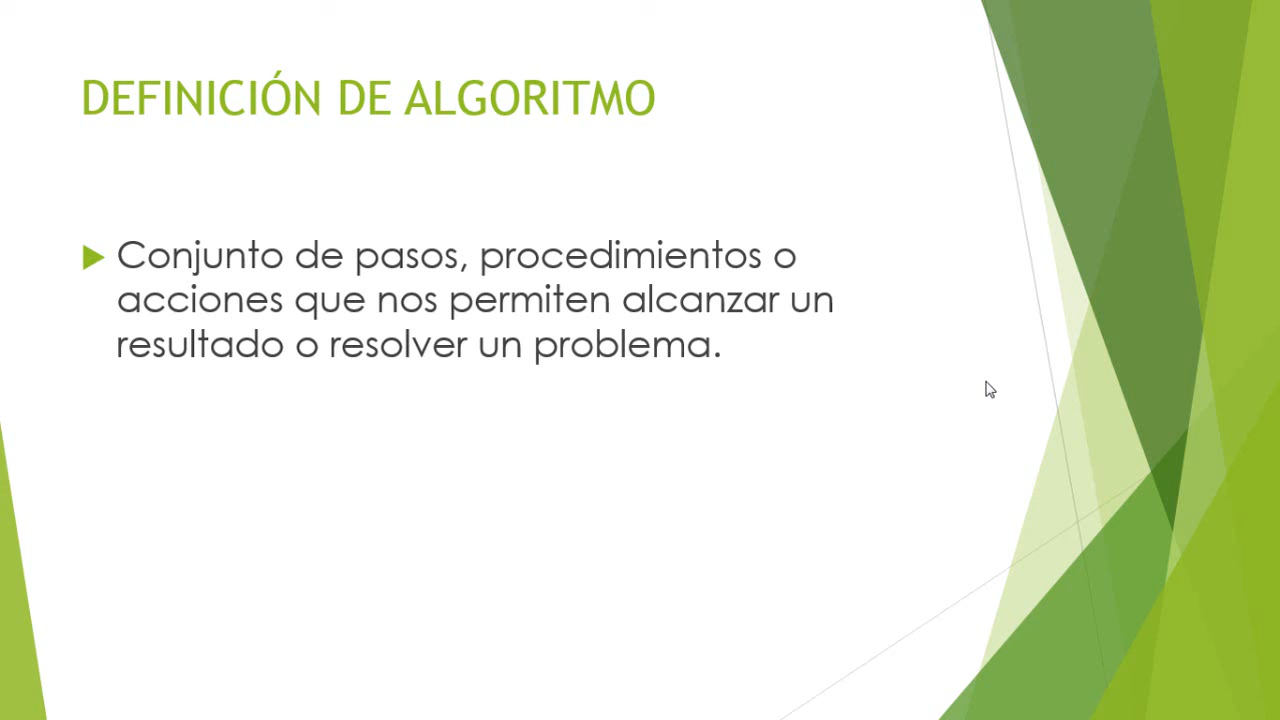 DEFINICIÓN DE ALGORITMO
Conjunto de pasos, procedimientos o
acciones que nos permiten alcanzar un
resultado o resolver un problema.